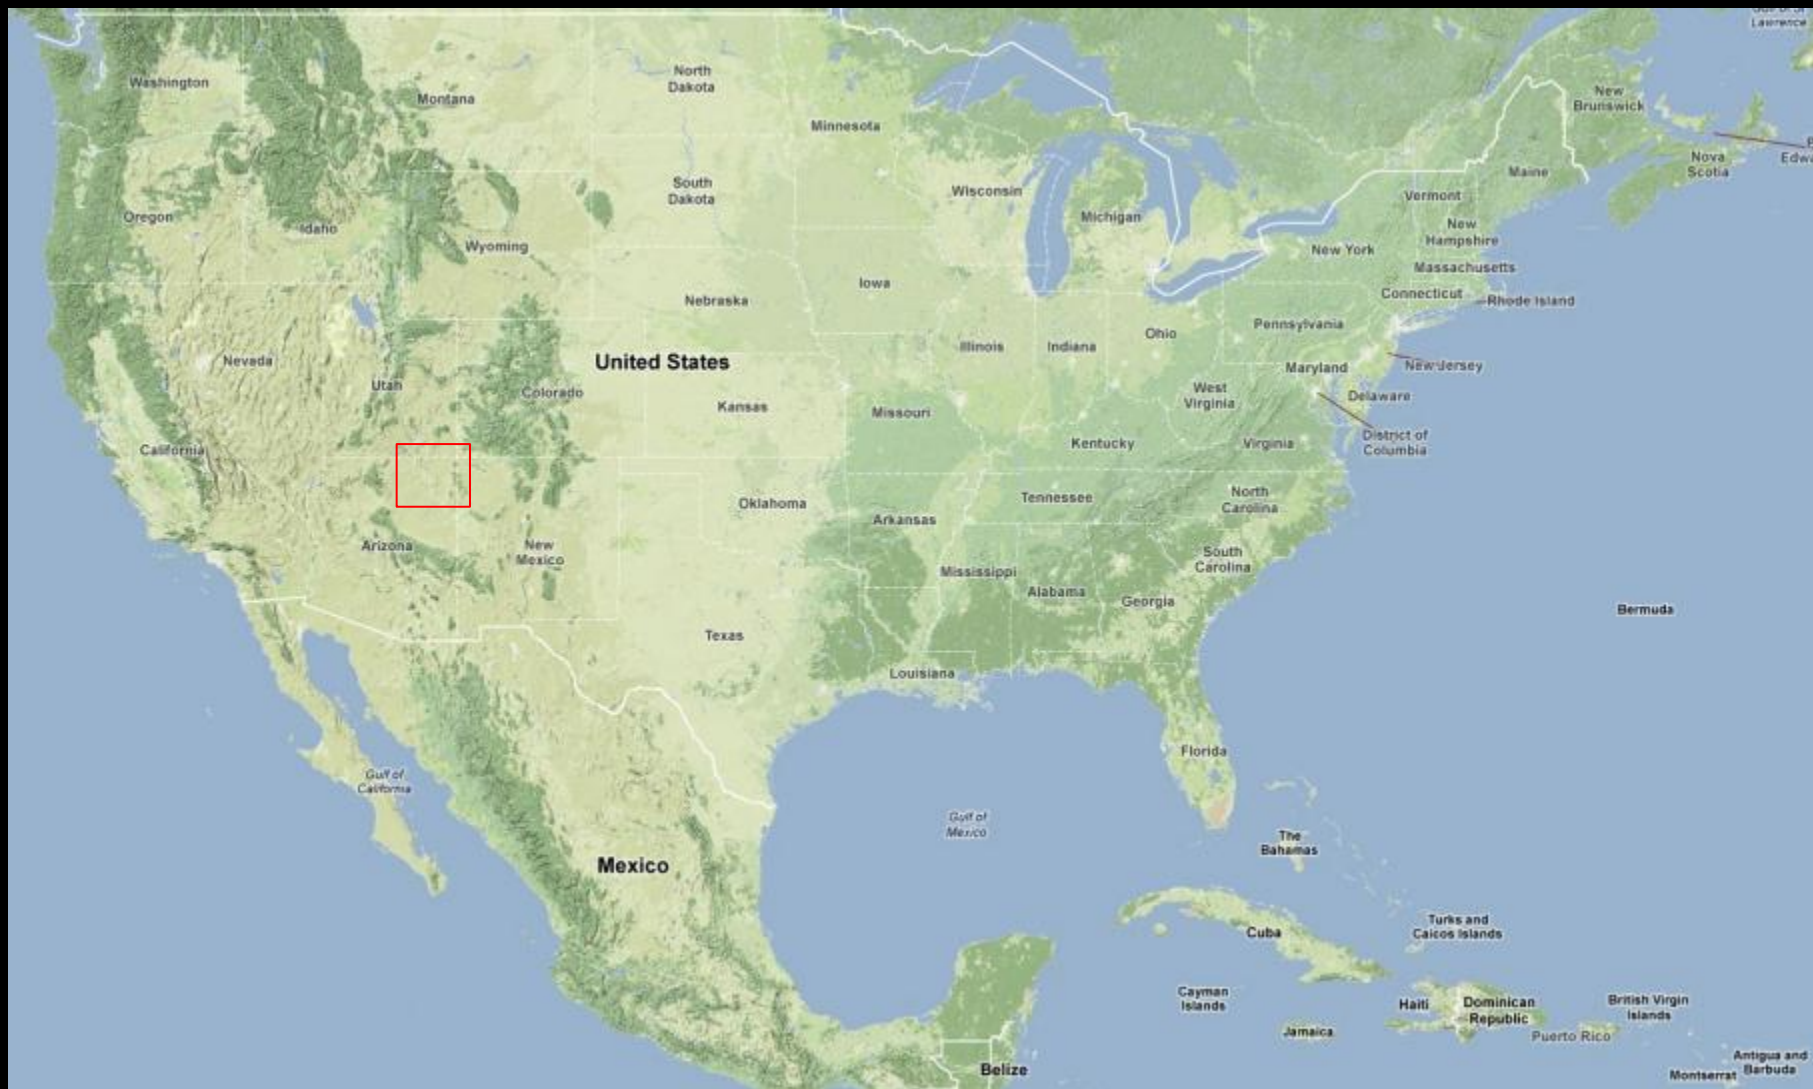 Lawrence
Washington
North
Dakota
Montana
New
Brunswick
Minnesota
Nova
Scotia
South
Dakota
Wisconsin
Maine
Vermont
Oregon
Idaho
Michigan
New
Hampshire
Wyoming
New York
Massachusetts
Iowa
Nebraska
Connecticut
Rhode Island
Pennsylvania
Ohio
Illinois
Indiana
Nevada
United States
Maryland
New Jersey
Utah
Colorado
West
Virginia
Delaware
Kansas
Missouri
District of
Columbia
California
Kentucky
Virginia
Oklahoma
Tennessee
North
Carolina
Arkansas
Arizona
New
Mexico
South
Carolina
Mississippi
Alabama
Georgia
Bermuda
Texas
Louisiana
Florida
Gulf of
California
Gulf of
Mexico
The
Bahamas
Mexico
Turks and
Caicos Islands
Cuba
Cayman
Islands
Haiti
Dominican
Republic
British Virgin
Islands
Jamaica
Puerto Rico
Antigua and
Barbuda
Belize
Montserrat